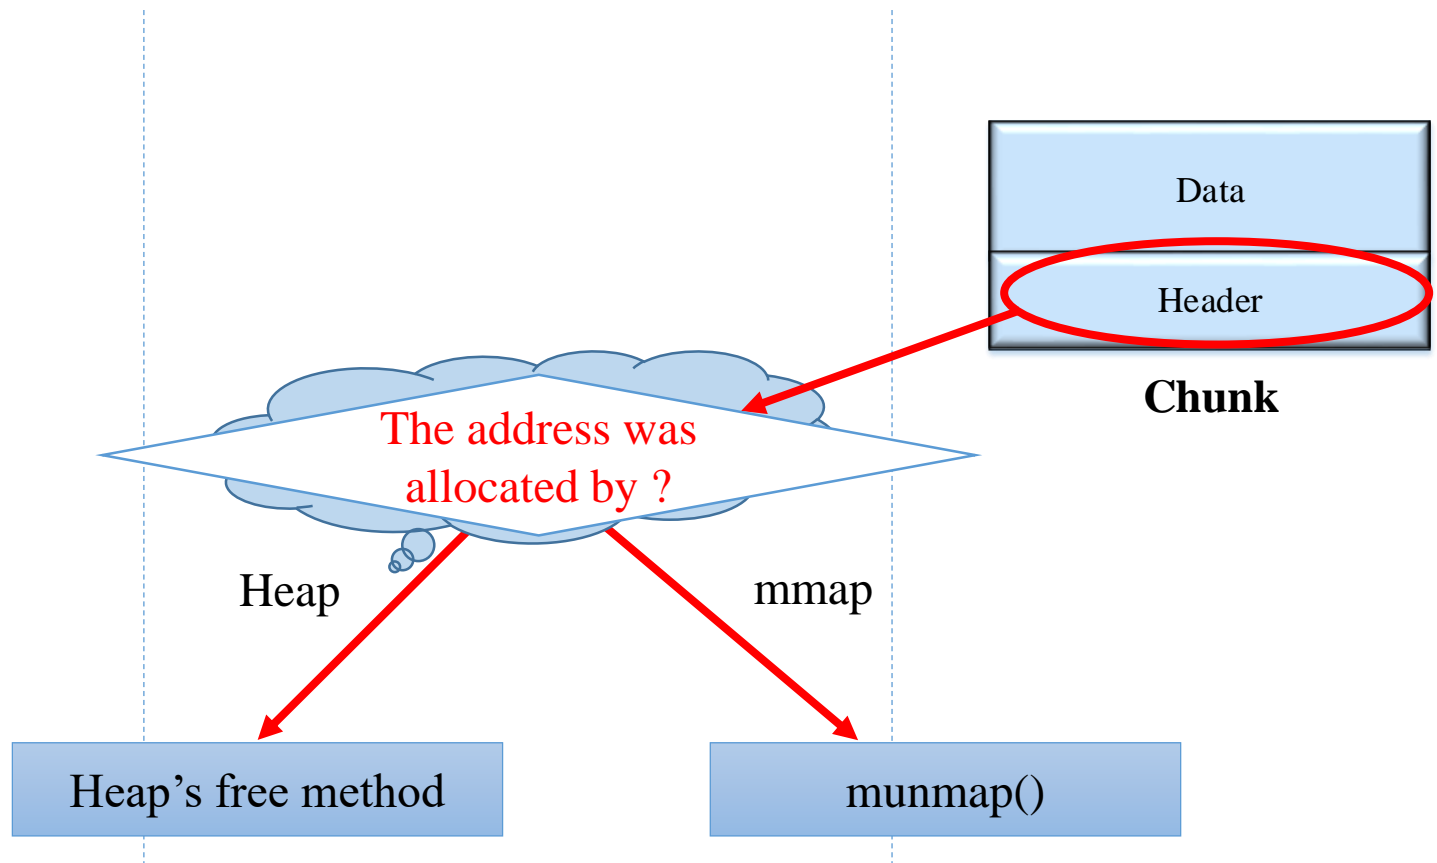 Data
Header
Chunk
The address was
allocated by ?
Heap
mmap
Heap’s free method
munmap()